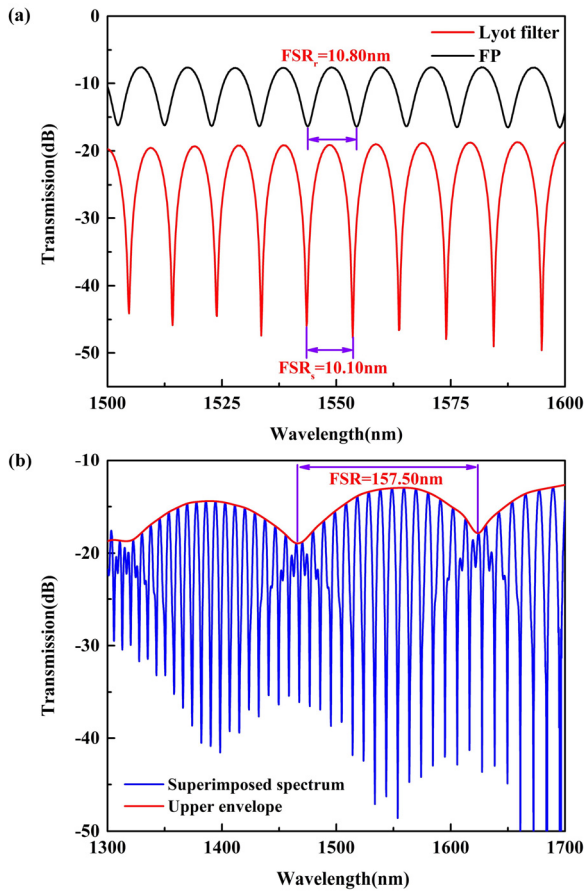 (a)
0
-10
-20
-30
-40
-50
Transmission(dB)
Lyot filter
FP
FSRr=10.80nm
FSRs=10.10nm
1500 1525 1550 1575 1600
Wavelength(nm)
(b)
-10
-20
-30
-40
-50
Transmission(dB)
FSR=157.50nm
Superimposed spectrum
Upper envelope
1300 1400 1500 1600 1700
Wavelength(nm)